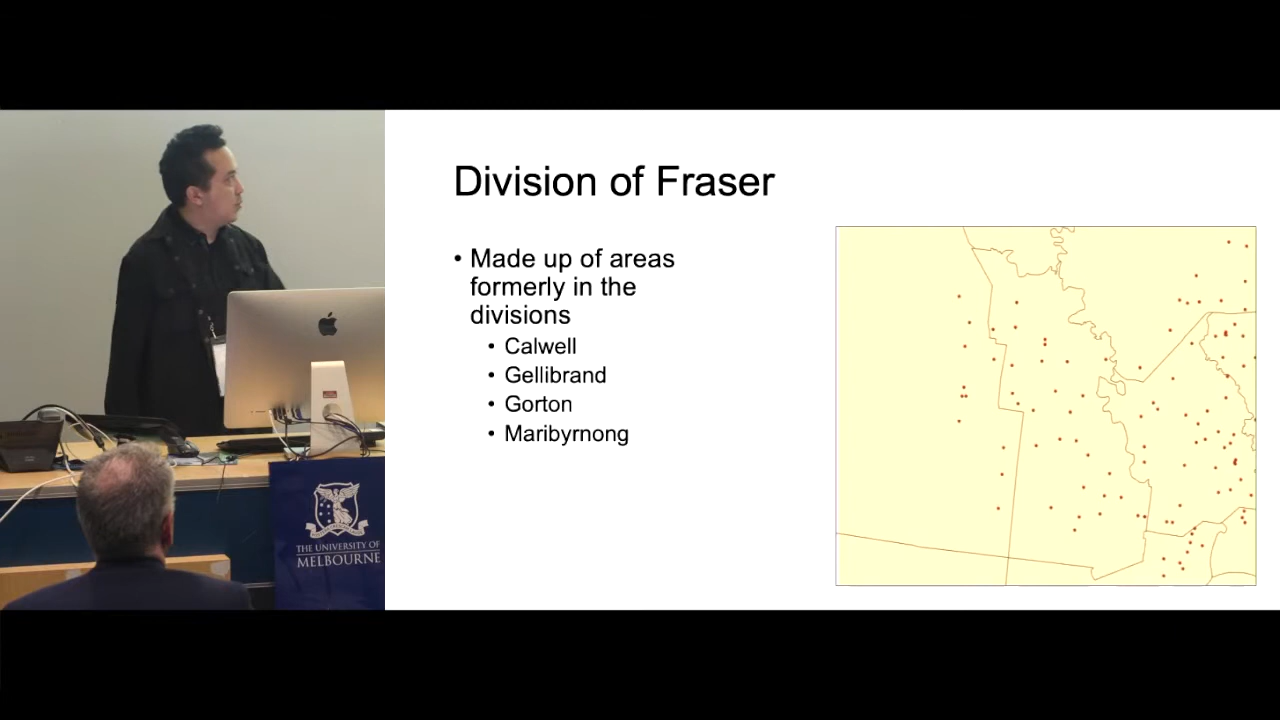 Division of Fraser
• Made up of areas
formerly in the
divisions
• Calwell
• Gellibrand
• Gorton
• Maribyrnong
THE UNIVERSITY OF
MELBOURNE